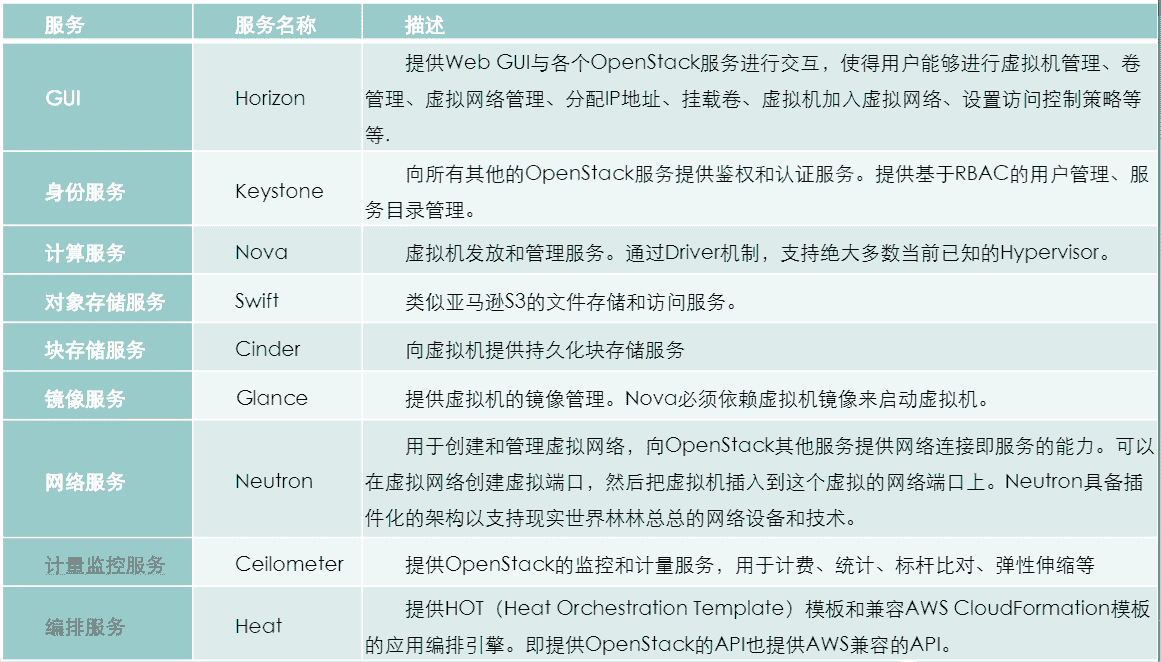 服务 服务名称 描述
提供Web GUI与各个OpenStack服务进行交互，使得用户能够进行虚拟机管理、卷
GUI Horizon 管理、虚拟网络管理、分配IP地址、挂载卷、虚拟机加入虚拟网络、设置访问控制策略等
等.
向所有其他的OpenStack服务提供鉴权和认证服务。提供基于RBAC的用户管理、服
身份服务 Keystone
务目录管理。
计算服务 Nova 虚拟机发放和管理服务。通过Driver机制，支持绝大多数当前已知的Hypervisor。
对象存储服务 Swift 类似亚马逊S3的文件存储和访问服务。
块存储服务 Cinder 向虚拟机提供持久化块存储服务
镜像服务 Glance 提供虚拟机的镜像管理。Nova必须依赖虚拟机镜像来启动虚拟机。
用于创建和管理虚拟网络，向OpenStack其他服务提供网络连接即服务的能力。可以
网络服务 Neutron 在虚拟网络创建虚拟端口，然后把虚拟机插入到这个虚拟的网络端口上。Neutron具备插
件化的架构以支持现实世界林林总总的网络设备和技术。
计量监控服务 Ceilometer 提供OpenStack的监控和计量服务，用于计费、统计、标杆比对、弹性伸缩等
提供HOT（Heat Orchestration Template）模板和兼容AWS CloudFormation模板
编排服务 Heat
的应用编排引擎。即提供OpenStack的API也提供AWS兼容的API。